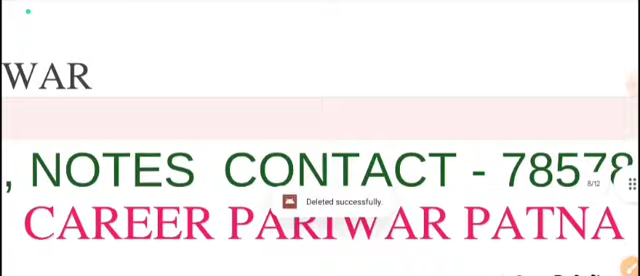 WAR
, NOTES CONTACT - 78578
8/12
Deleted successfully.
CAREER PARIWAR PATNA